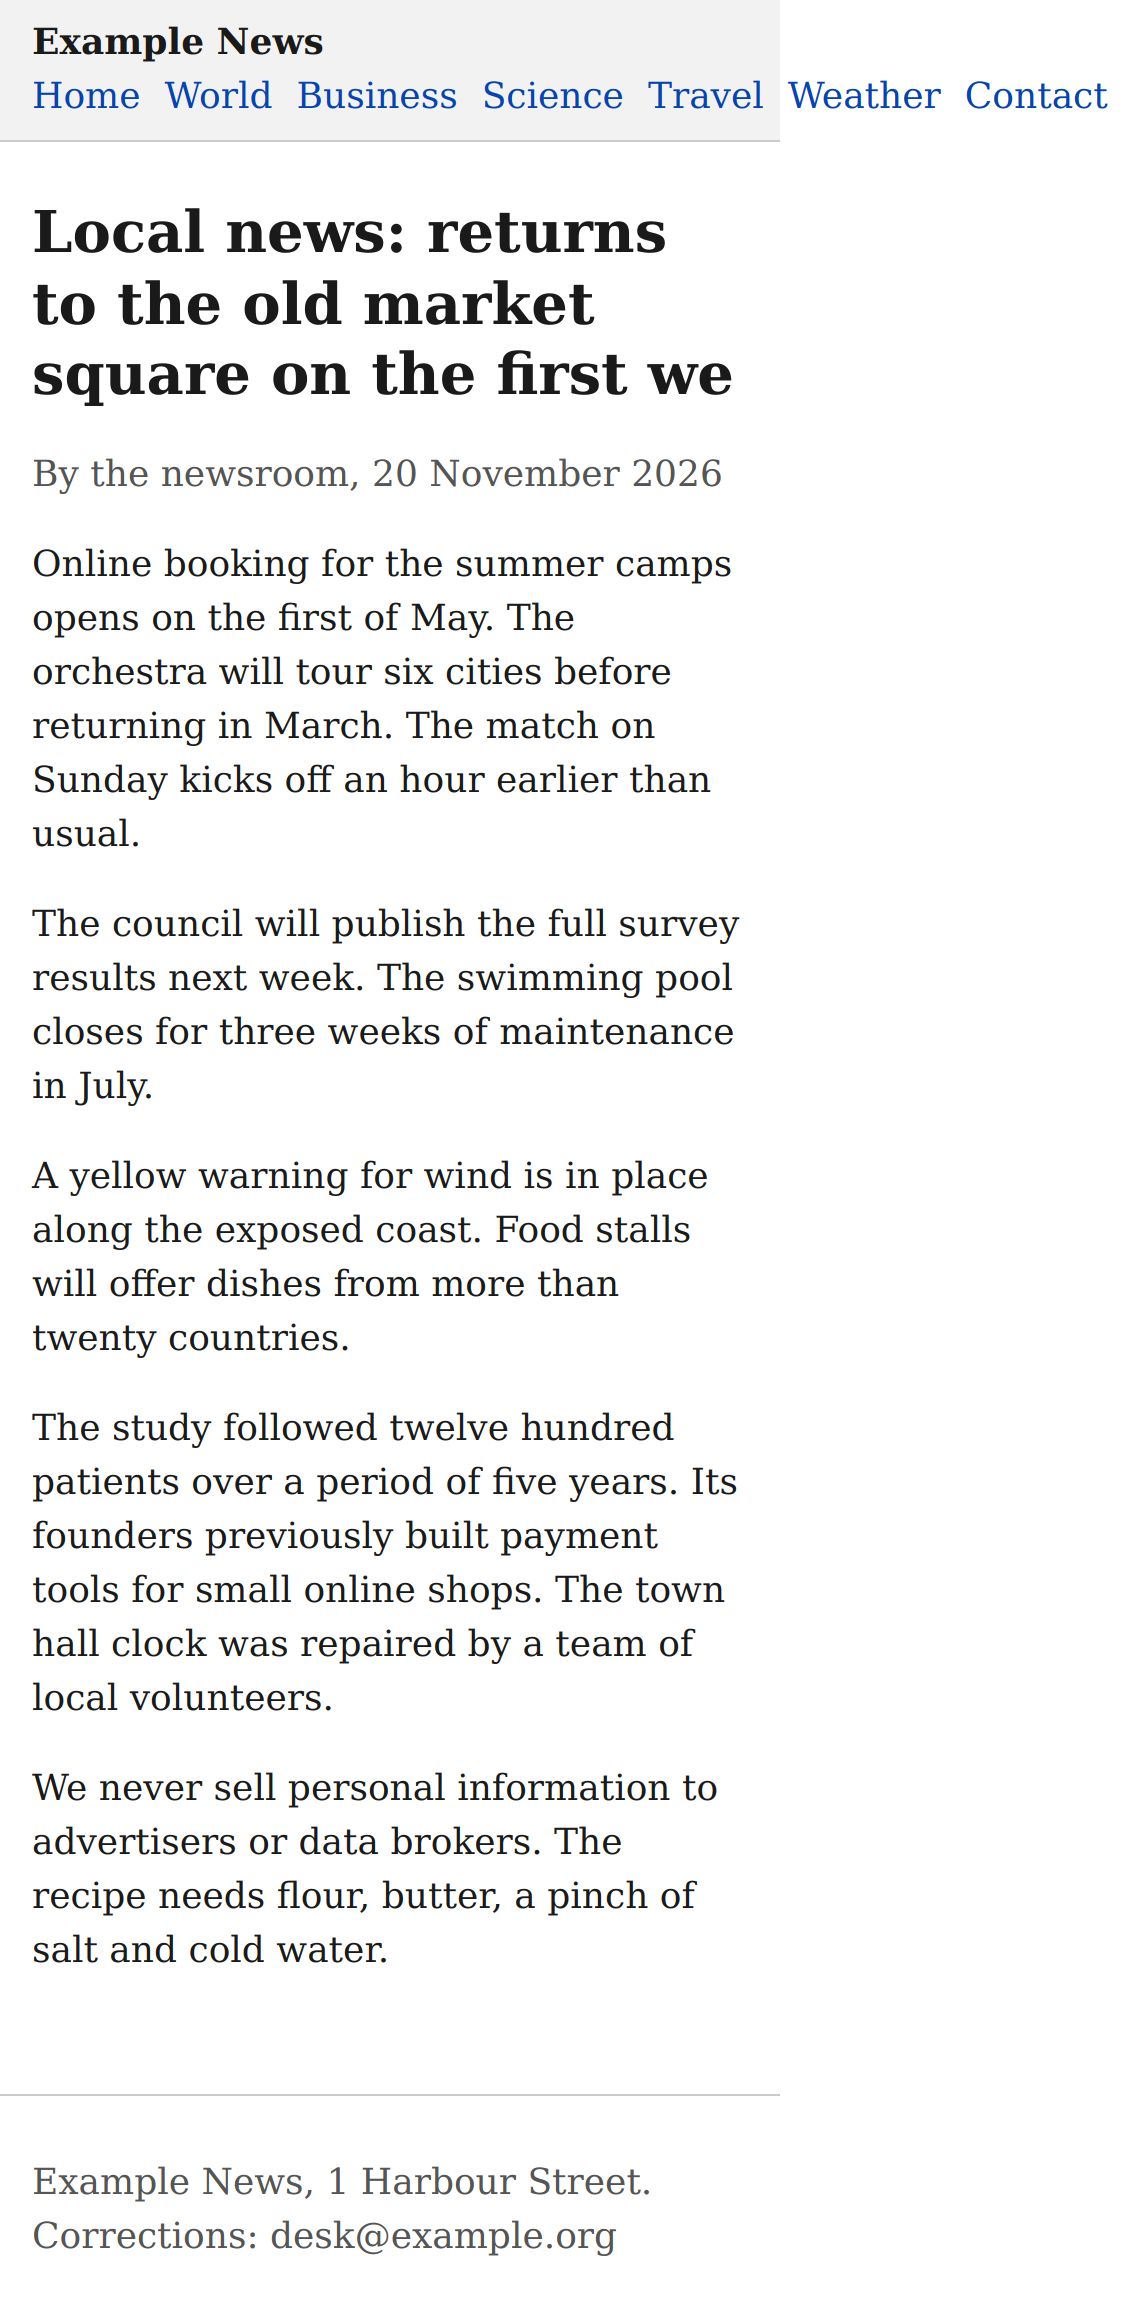 Example News
Home World Business Science Travel Weather Contact
Local news: returns
to the old market
square on the first we
By the newsroom, 20 November 2026
Online booking for the summer camps
opens on the first of May. The
orchestra will tour six cities before
returning in March. The match on
Sunday kicks off an hour earlier than
usual.
The council will publish the full survey
results next week. The swimming pool
closes for three weeks of maintenance
in July.
A yellow warning for wind is in place
along the exposed coast. Food stalls
will offer dishes from more than
twenty countries.
The study followed twelve hundred
patients over a period of five years. Its
founders previously built payment
tools for small online shops. The town
hall clock was repaired by a team of
local volunteers.
We never sell personal information to
advertisers or data brokers. The
recipe needs flour, butter, a pinch of
salt and cold water.
Example News, 1 Harbour Street.
Corrections: desk@example.org